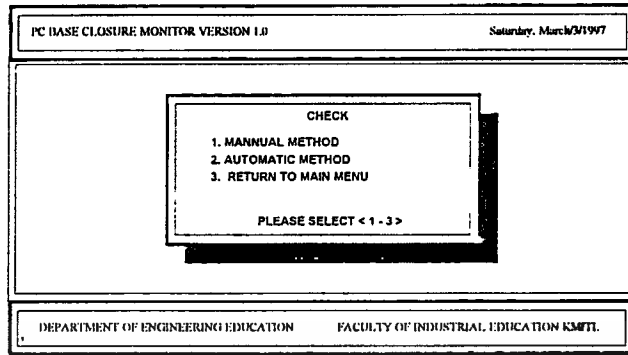 PC BASE CLOSURE MONITOR VERSION 1.0 Saturday, March/3/1997
CHECK
1. MANNUAL METHOD
2. AUTOMATIC METHOD
3. RETURN TO MAIN MENU
PLEASE SELECT < 1 - 3 >
DEPARTMENT OF ENGINEERING EDUCATION FACULTY OF INDUSTRIAL EDUCATION KMITL